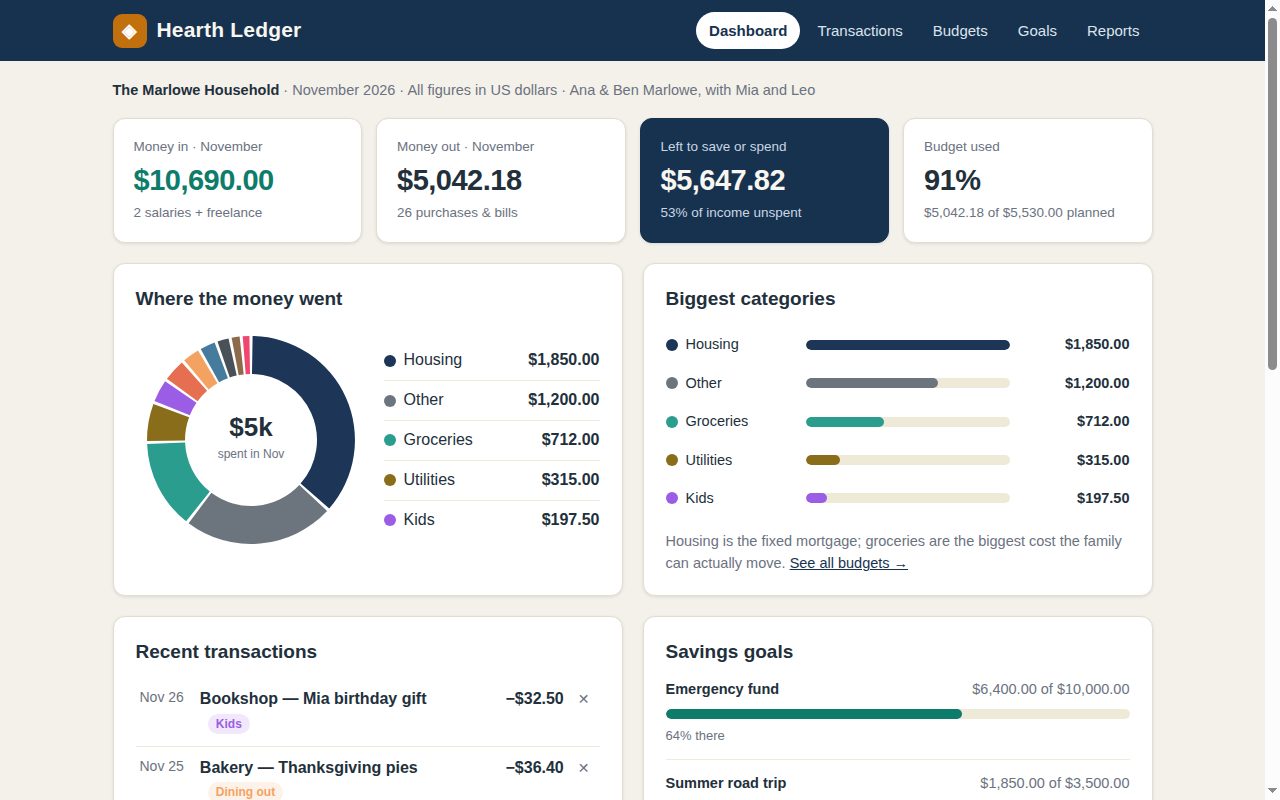 Hearth Ledger
Dashboard Transactions Budgets Goals Reports
The Marlowe Household · November 2026 · All figures in US dollars · Ana & Ben Marlowe, with Mia and Leo
Money in · November
$10,690.00
2 salaries + freelance
Money out · November
$5,042.18
26 purchases & bills
Left to save or spend
$5,647.82
53% of income unspent
Budget used
91%
$5,042.18 of $5,530.00 planned
Where the money went
$5k
spent in Nov
Housing $1,850.00
Other $1,200.00
Groceries $712.00
Utilities $315.00
Kids $197.50
Biggest categories
Housing $1,850.00
Other $1,200.00
Groceries $712.00
Utilities $315.00
Kids $197.50
Housing is the fixed mortgage; groceries are the biggest cost the family
can actually move. See all budgets →
Recent transactions
Nov 26 Bookshop — Mia birthday gift −$32.50 ✕
Kids
Nov 25 Bakery — Thanksgiving pies −$36.40 ✕
Dining out
Savings goals
Emergency fund $6,400.00 of $10,000.00
64% there
Summer road trip $1,850.00 of $3,500.00